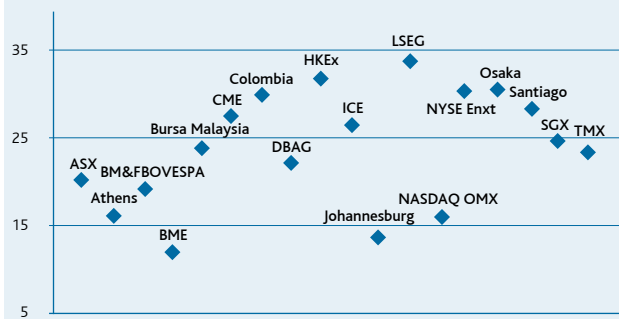 LSEG
35
HKEx
Colombia
Osaka
CME
ICE
NYSE Enxt
Santiago
Bursa Malaysia
SGX
TMX
25
DBAG
ASX
BM&FBOVESPA
Athens
NASDAQ OMX
Johannesburg
15
BME
5